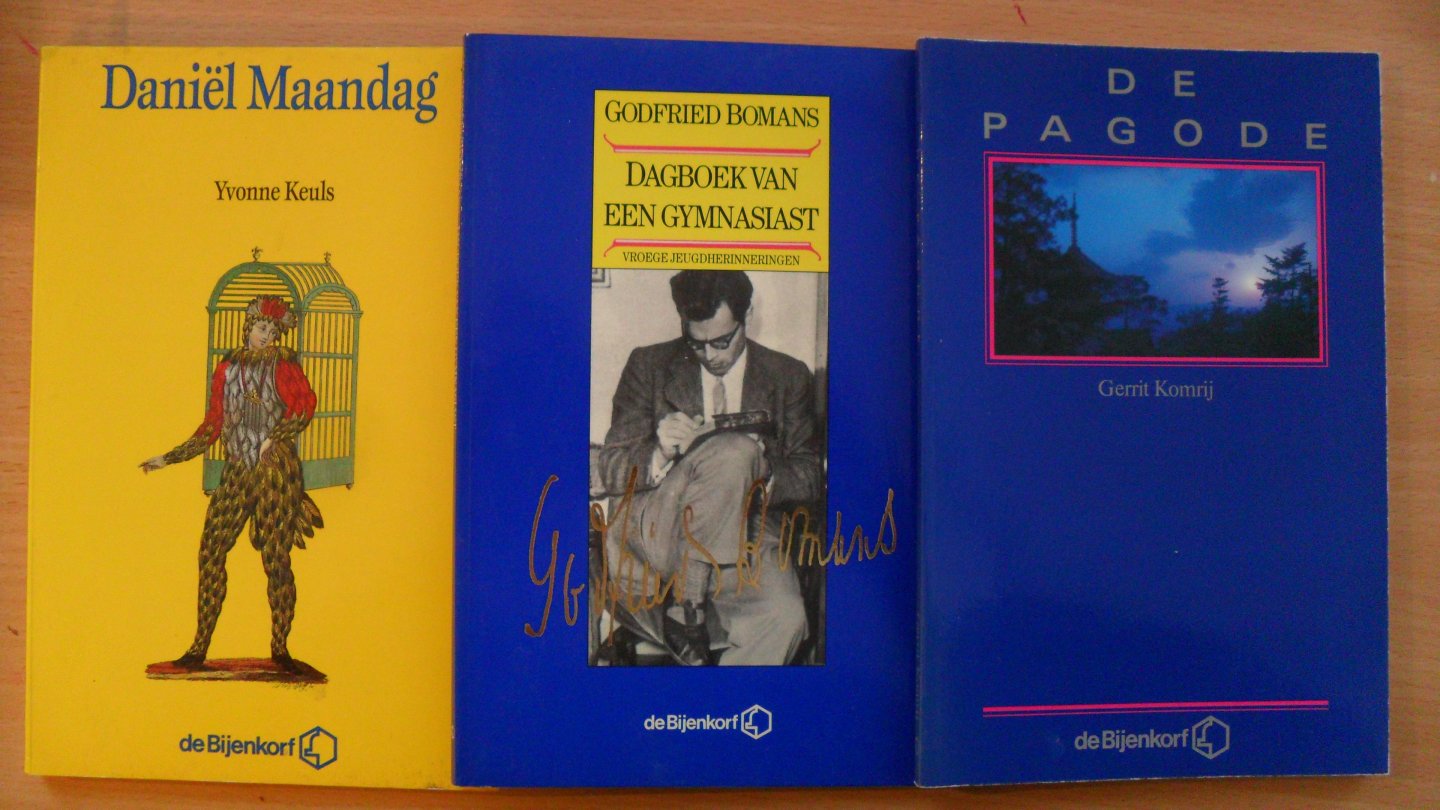 Daniël Maandag
Yvonne Keuls
de Bijenkorf
GODFRIED BOMANS
DAGBOEK VAN
EEN GYMNASIAST
VROEGE JEUGDHERINNERINGEN
Godfried Bomans
de Bijenkorf
DE
PAGODE
Gerrit Komrij
de Bijenkorf